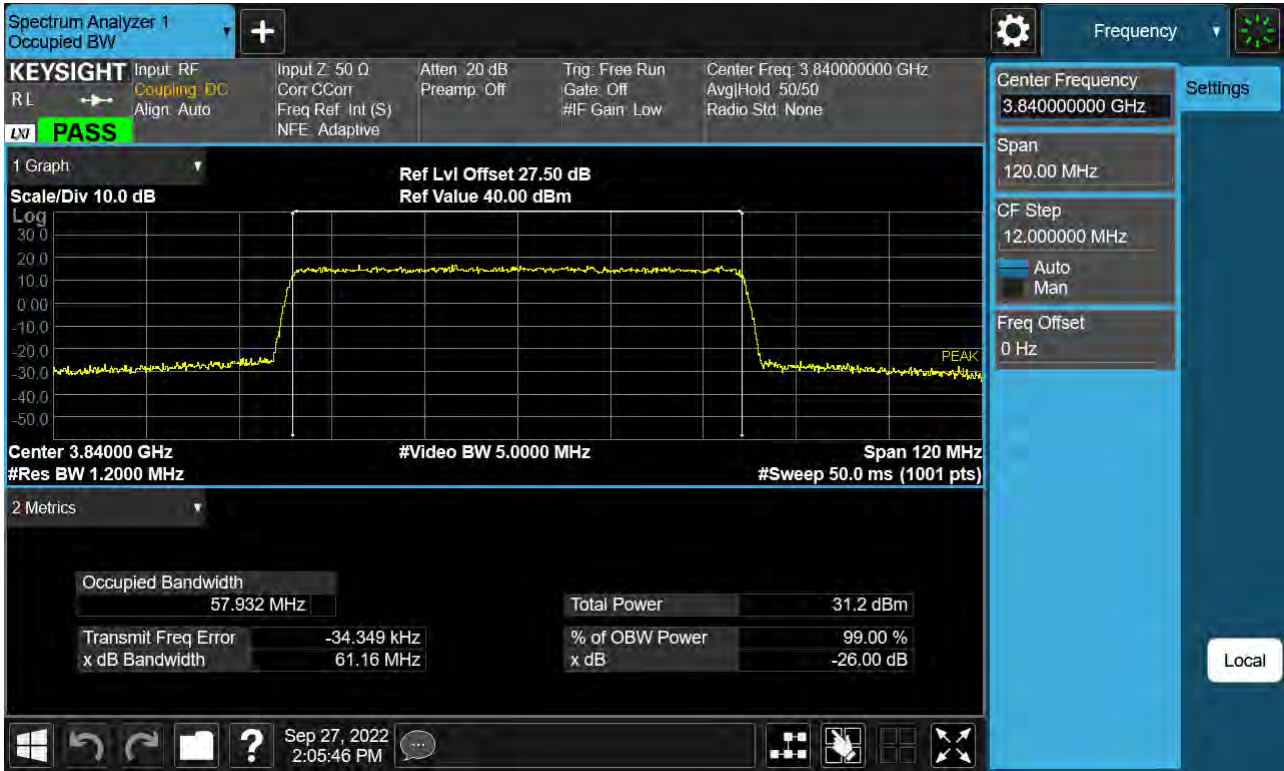 Spectrum Analyzer 1
Occupied BW
Frequency
KEYSIGHT
RL
LXI
PASS
Input: RF
Coupling: DC
Align: Auto
Input Z: 50 Ω
Corr CCorr
Freq Ref: Int (S)
NFE: Adaptive
Atten: 20 dB
Preamp: Off
Trig: Free Run
Gate: Off
#IF Gain: Low
Center Freq: 3.840000000 GHz
Avg|Hold: 50/50
Radio Std: None
Center Frequency
3.840000000 GHz
Settings
Span
120.00 MHz
CF Step
12.000000 MHz
Auto
Man
Freq Offset
0 Hz
1 Graph
Scale/Div 10.0 dB
Ref Lvl Offset 27.50 dB
Ref Value 40.00 dBm
Log
30.0
20.0
10.0
0.00
-10.0
-20.0
-30.0
-40.0
-50.0
PEAK
Center 3.84000 GHz
#Video BW 5.0000 MHz
Span 120 MHz
#Res BW 1.2000 MHz
#Sweep 50.0 ms (1001 pts)
2 Metrics
Occupied Bandwidth
57.932 MHz
Total Power 31.2 dBm
Transmit Freq Error -34.349 kHz
% of OBW Power 99.00 %
x dB Bandwidth 61.16 MHz
x dB -26.00 dB
Local
?
Sep 27, 2022
2:05:46 PM